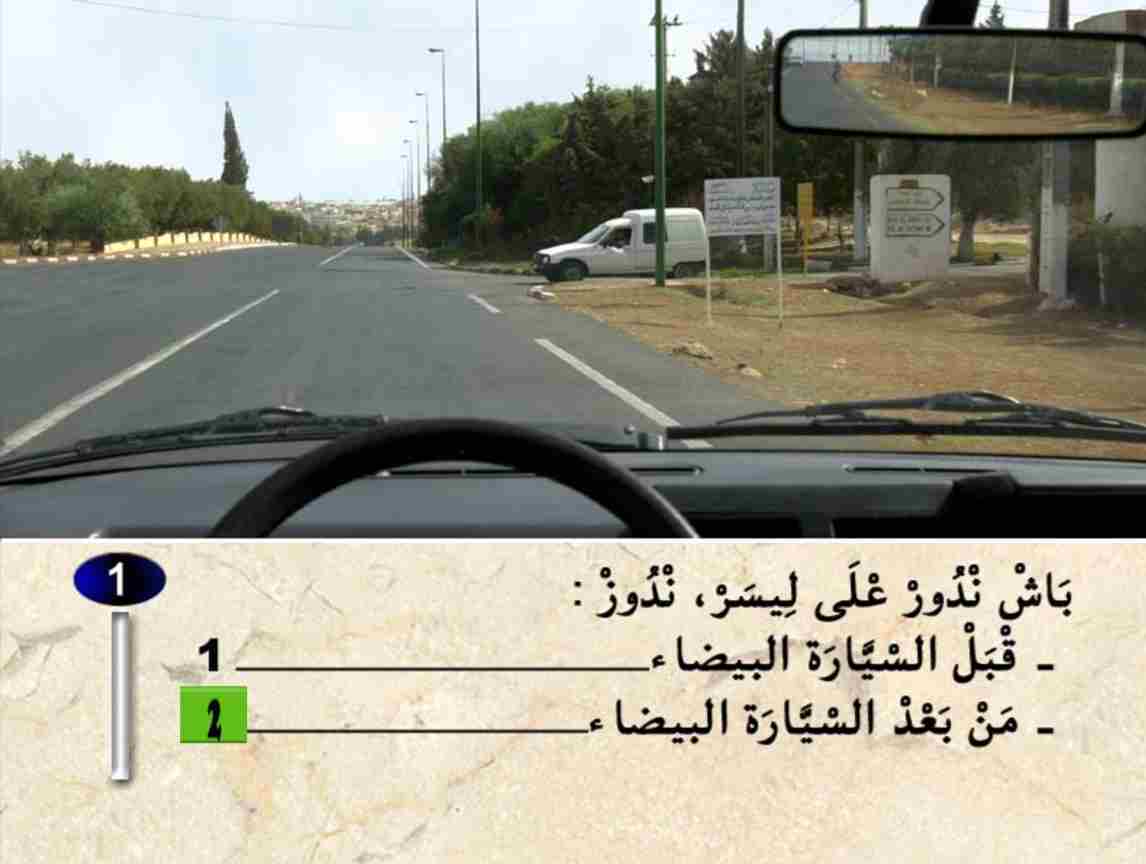 1
بَاشْ نْدُورْ عْلَى لِيسَرْ، نْدُوزْ :
ـ قْبَلْ السْيَّارَة البيضاء 1
ـ مَنْ بَعْدْ السْيَّارَة البيضاء 2